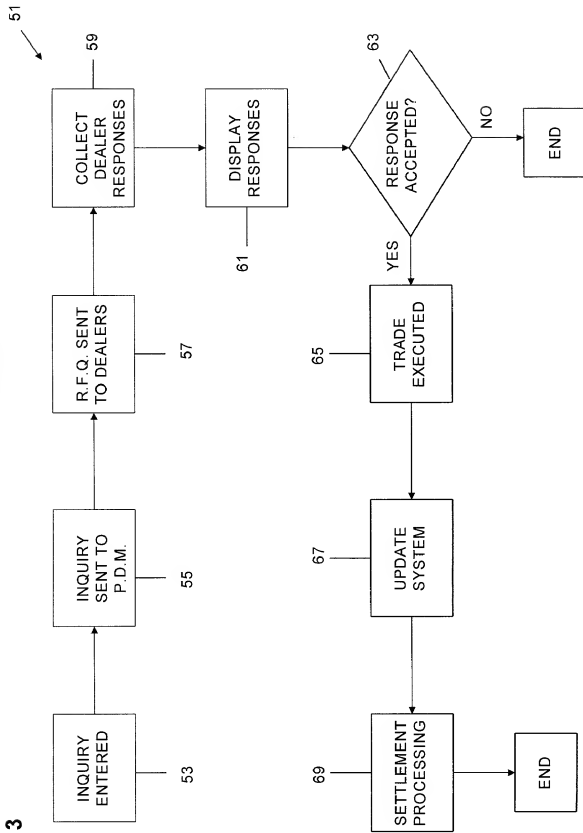 3
51
INQUIRY
ENTERED
53
INQUIRY
SENT TO
P.D.M.
55
R.F.Q. SENT
TO DEALERS
57
COLLECT
DEALER
RESPONSES
59
DISPLAY
RESPONSES
61
RESPONSE
ACCEPTED?
63
NO
END
YES
TRADE
EXECUTED
65
UPDATE
SYSTEM
67
SETTLEMENT
PROCESSING
69
END